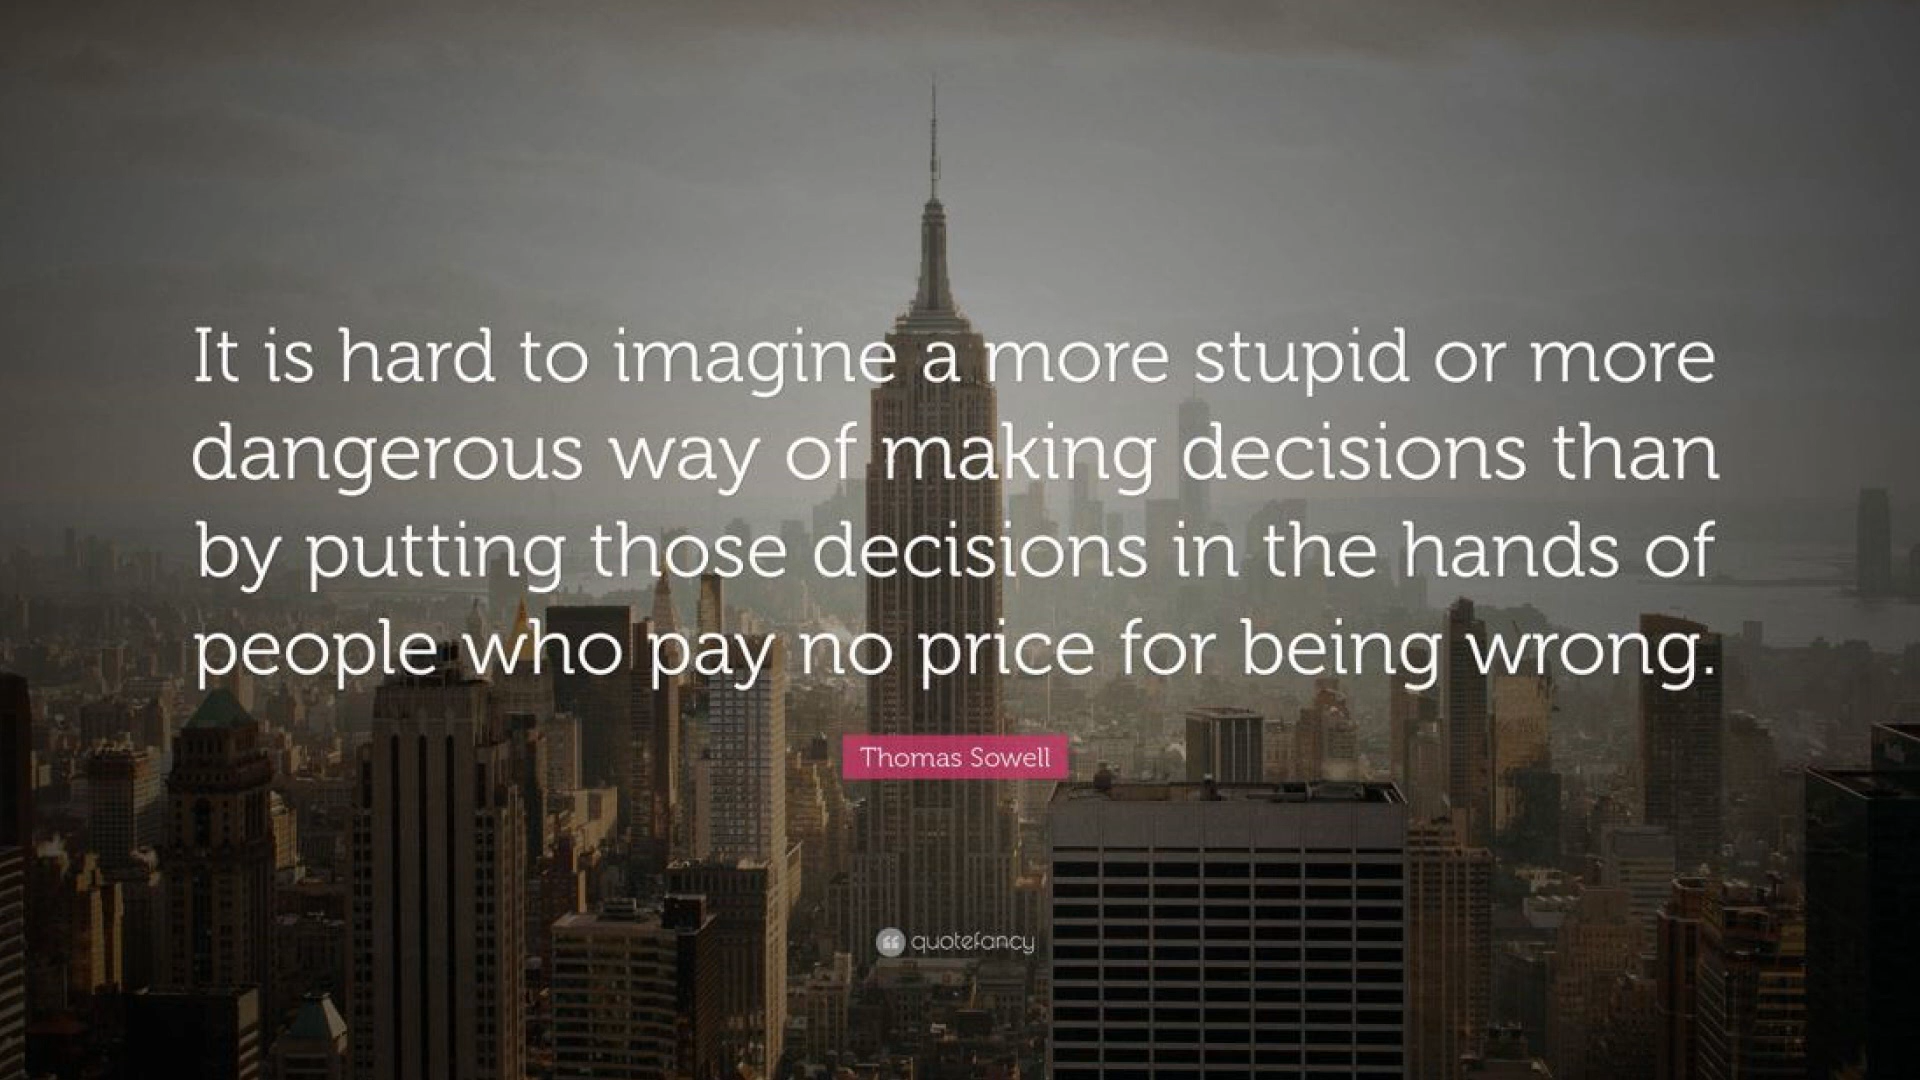 It is hard to imagine a more stupid or more
dangerous way of making decisions than
by putting those decisions in the hands of
people who pay no price for being wrong.
Thomas Sowell
quotefancy